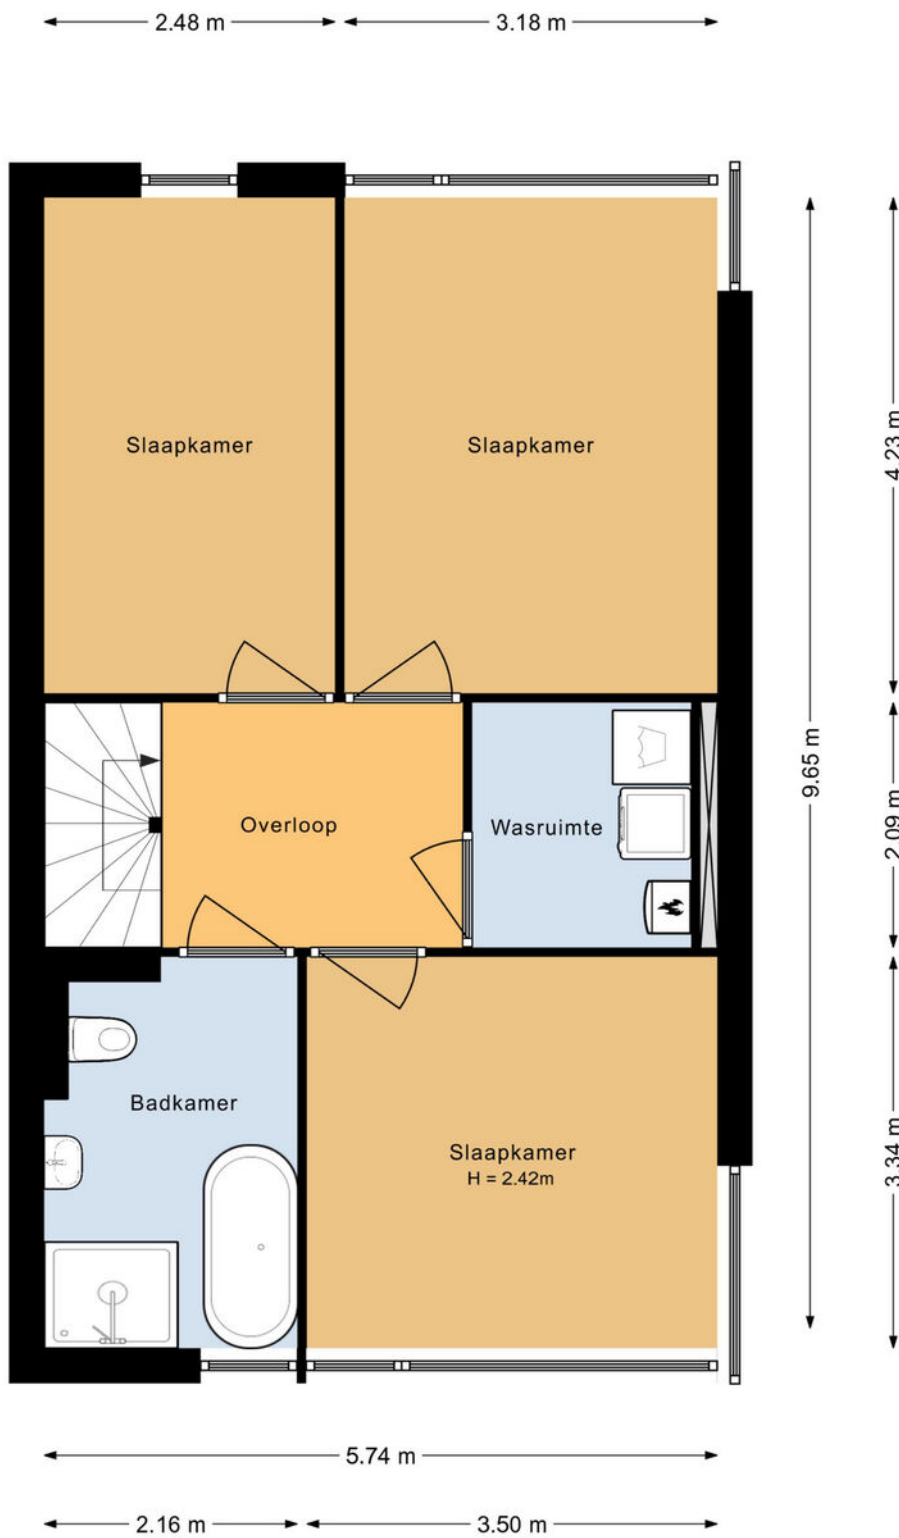 2.48 m
3.18 m
Slaapkamer
Slaapkamer
4.23 m
9.65 m
Overloop
Wasruimte
2.09 m
Badkamer
Slaapkamer
H = 2.42m
3.34 m
5.74 m
2.16 m
3.50 m